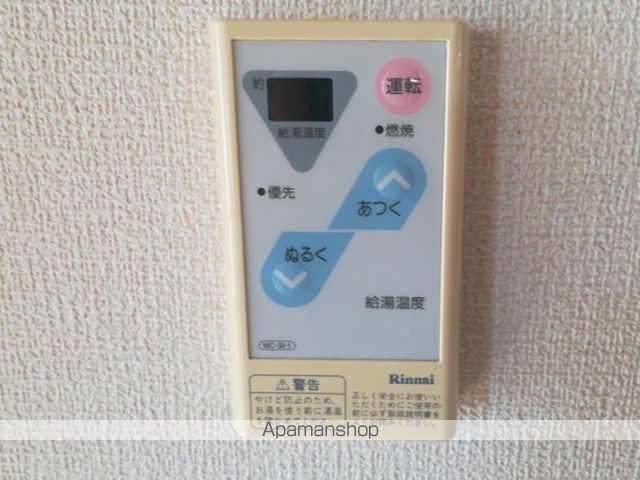 約
運転
給湯温度
燃焼
優先
あつく
ぬるく
給湯温度
Rinnai
警告
やけど防止のため、
お湯を使う前に湯温
正しく安全にお使いい
ただくためにご使用の
前に必ず取扱説明書を
Apamanshop